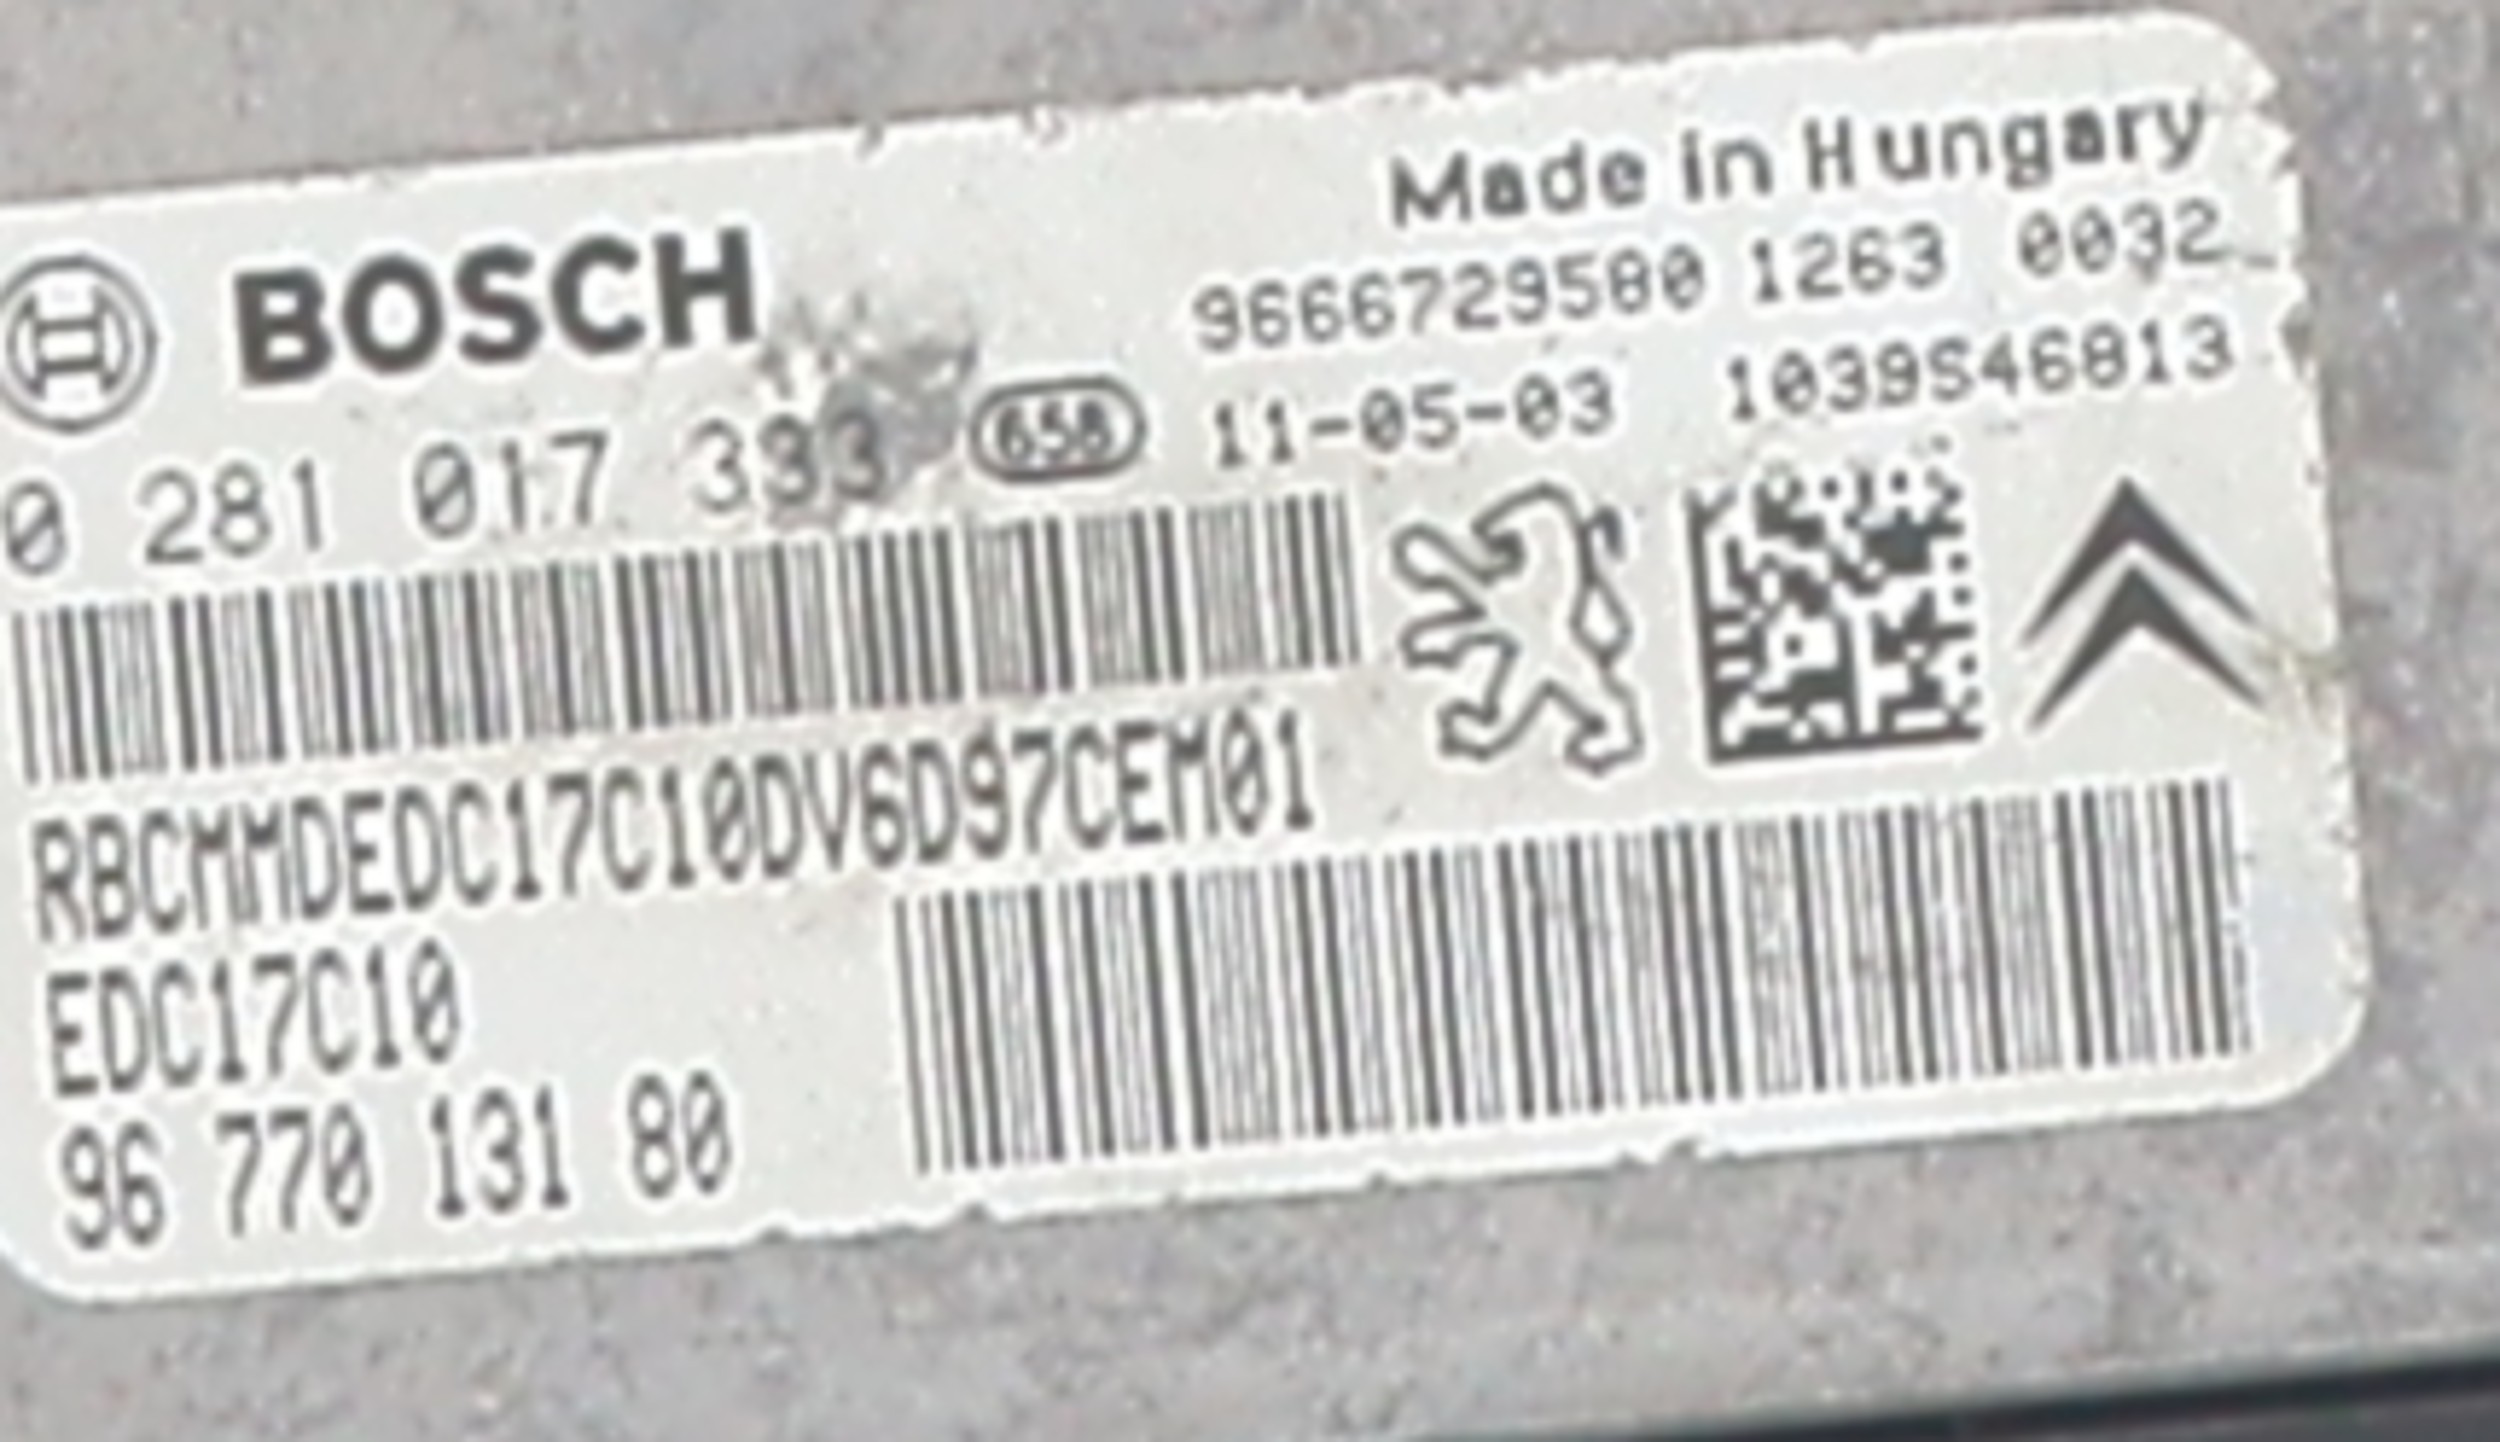 Made in Hungary
BOSCH
9666729580 1263 0032
0 281 017 333 658 11-05-03 1039S46813
RBCMMDEDC17C10DV6D97CEM01
EDC17C10
96 770 131 80